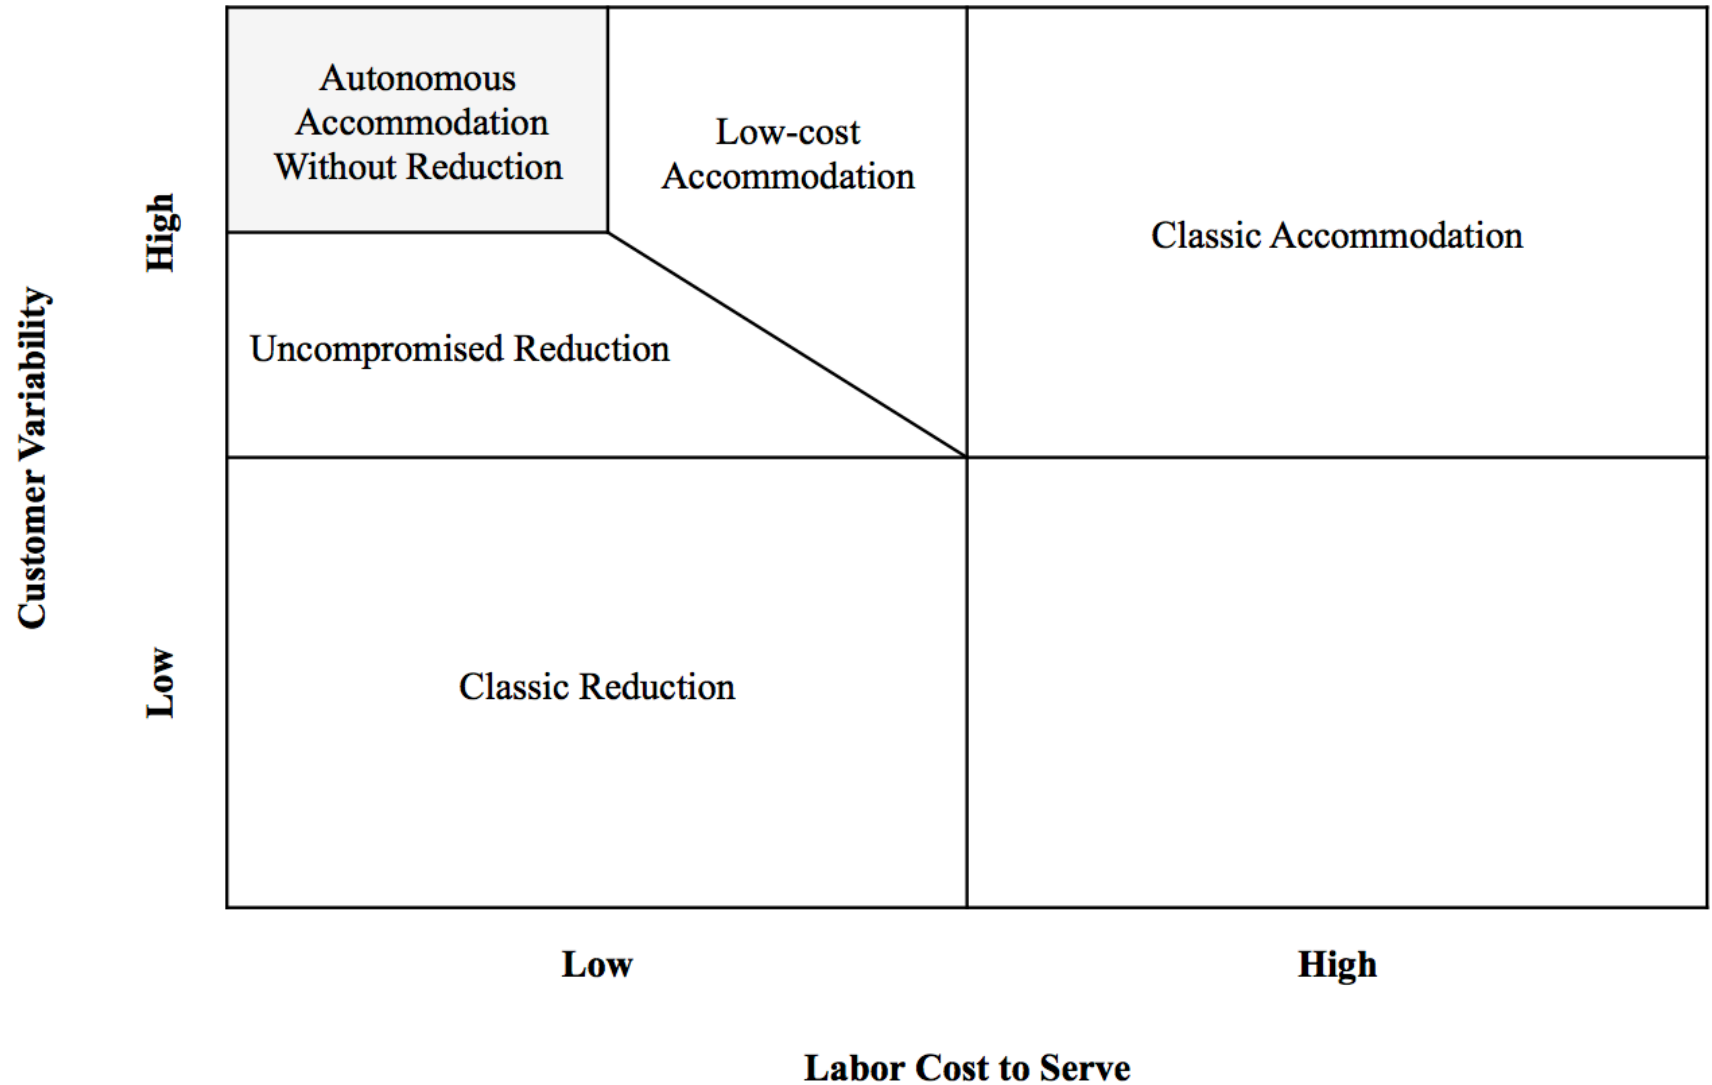 Autonomous
Accommodation
Without Reduction
Low-cost
Accommodation
Classic Accommodation
Uncompromised Reduction
Classic Reduction
Customer Variability
High
Low
Low
High
Labor Cost to Serve